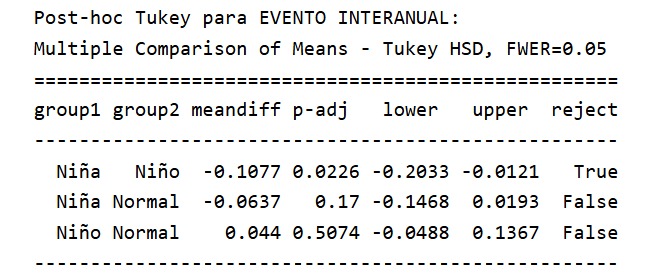 Post-hoc Tukey para EVENTO INTERANUAL:
Multiple Comparison of Means - Tukey HSD, FWER=0.05
====================================================
group1 group2 meandiff p-adj   lower   upper  reject
----------------------------------------------------
  Niña   Niño  -0.1077 0.0226 -0.2033 -0.0121   True
  Niña Normal  -0.0637   0.17 -0.1468  0.0193  False
  Niño Normal    0.044 0.5074 -0.0488  0.1367  False
----------------------------------------------------